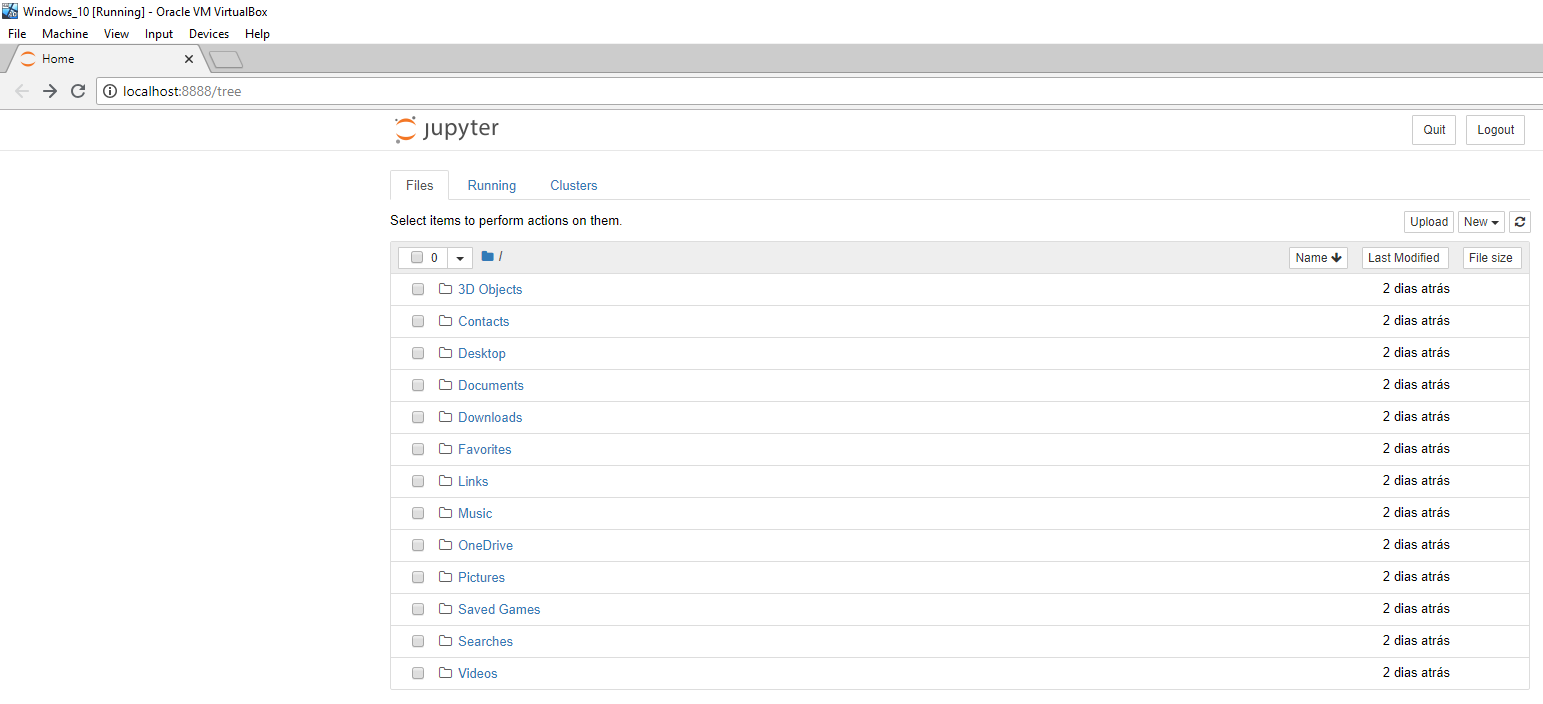 Windows_10 [Running] - Oracle VM VirtualBox
File Machine View Input Devices Help
Home
localhost:8888/tree
jupyter
Quit Logout
Files Running Clusters
Select items to perform actions on them.
Upload New
0 / Name Last Modified File size
3D Objects 2 dias atrás
Contacts 2 dias atrás
Desktop 2 dias atrás
Documents 2 dias atrás
Downloads 2 dias atrás
Favorites 2 dias atrás
Links 2 dias atrás
Music 2 dias atrás
OneDrive 2 dias atrás
Pictures 2 dias atrás
Saved Games 2 dias atrás
Searches 2 dias atrás
Videos 2 dias atrás